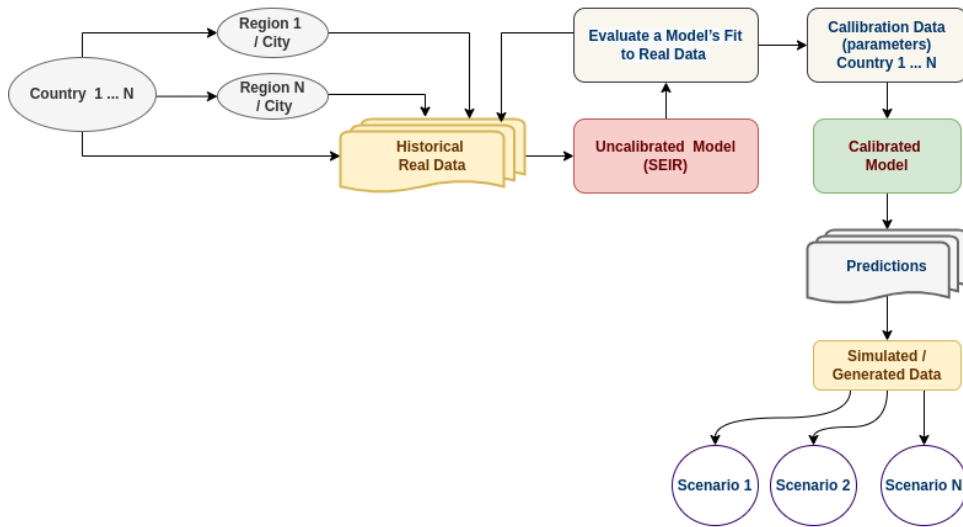 Region 1
/ City
Country 1 ... N
Region N
/ City
Historical
Real Data
Evaluate a Model's Fit
to Real Data
Callibration Data
(parameters)
Country 1 ... N
Uncalibrated Model
(SEIR)
Calibrated
Model
Predictions
Simulated /
Generated Data
Scenario 1
Scenario 2
Scenario N